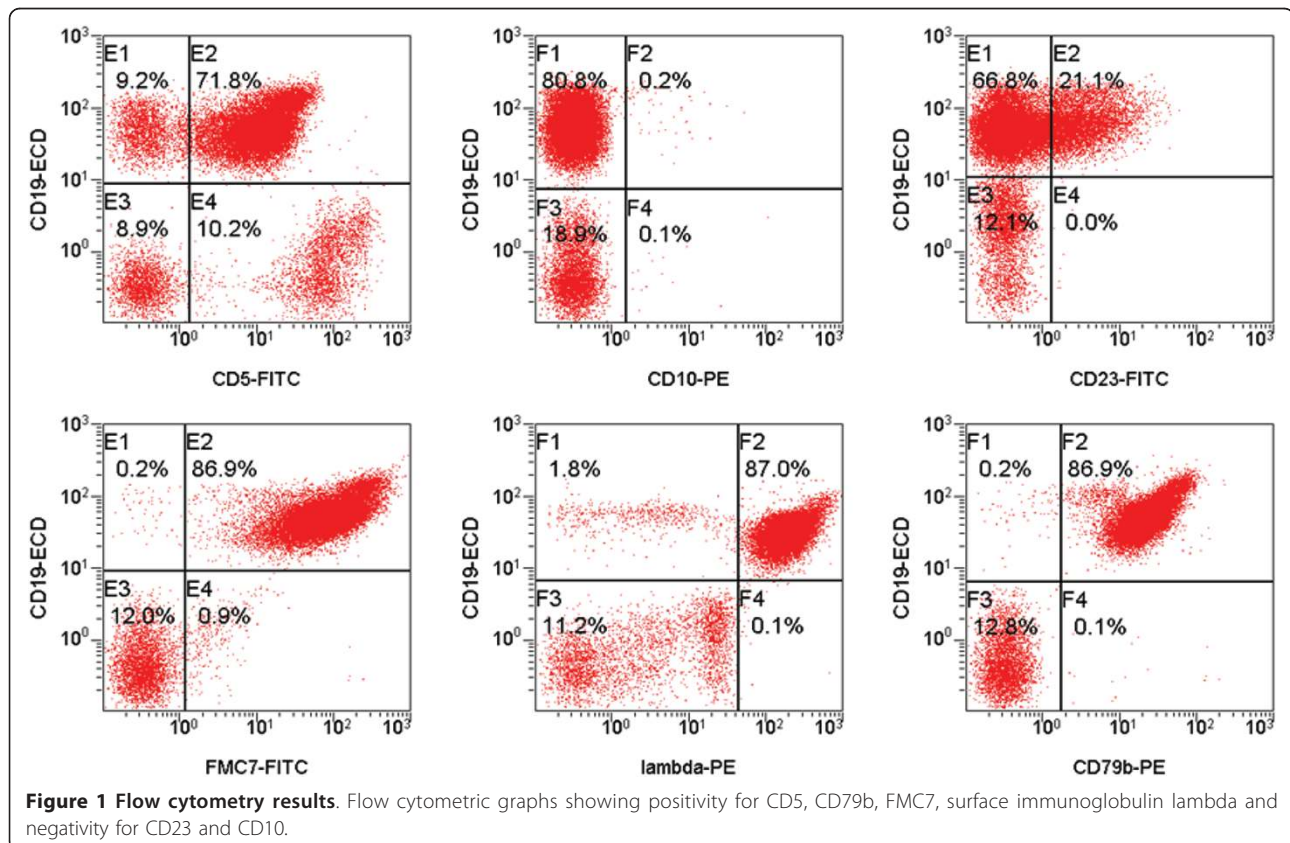 10³ E1 E2
9.2% 71.8%
10²
CD19-ECD
10¹
E3 E4
8.9% 10.2%
10⁰
10⁰ 10¹ 10² 10³
CD5-FITC
10³ F1 F2
80.8% 0.2%
10²
CD19-ECD
10¹
F3 F4
18.9% 0.1%
10⁰
10⁰ 10¹ 10² 10³
CD10-PE
10³ E1 E2
66.8% 21.1%
10²
CD19-ECD
10¹
E3 E4
12.1% 0.0%
10⁰
10⁰ 10¹ 10² 10³
CD23-FITC
10³ E1 E2
0.2% 86.9%
10²
CD19-ECD
10¹
E3 E4
12.0% 0.9%
10⁰
10⁰ 10¹ 10² 10³
FMC7-FITC
10³ F1 F2
1.8% 87.0%
10²
CD19-ECD
10¹
F3 F4
11.2% 0.1%
10⁰
10⁰ 10¹ 10² 10³
lambda-PE
10³ F1 F2
0.2% 86.9%
10²
CD19-ECD
10¹
F3 F4
12.8% 0.1%
10⁰
10⁰ 10¹ 10² 10³
CD79b-PE
Figure 1 Flow cytometry results. Flow cytometric graphs showing positivity for CD5, CD79b, FMC7, surface immunoglobulin lambda and
negativity for CD23 and CD10.